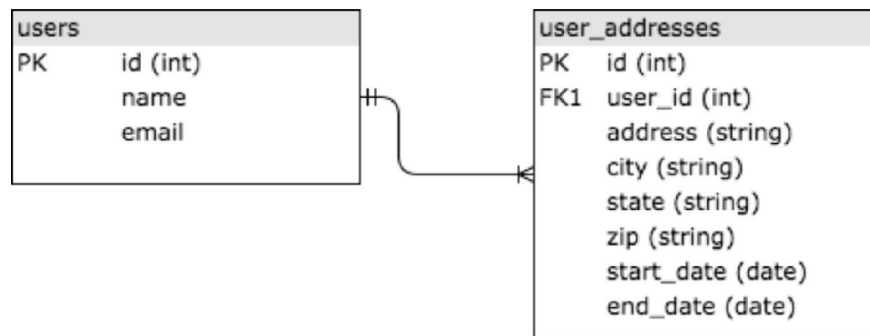 users
PK id (int)
name
email
user_addresses
PK id (int)
FK1 user_id (int)
address (string)
city (string)
state (string)
zip (string)
start_date (date)
end_date (date)